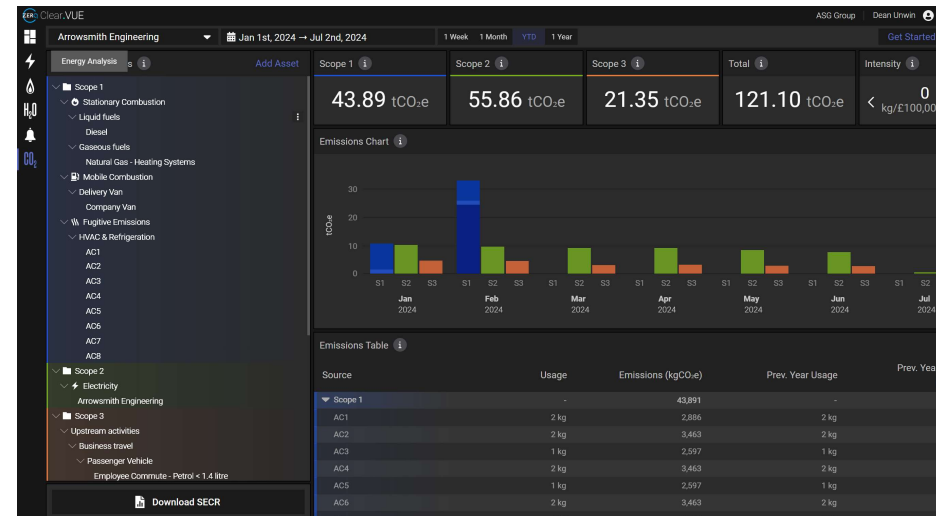 ZERO Clear.VUE
ASG Group
Dean Unwin
Arrowsmith Engineering
Jan 1st, 2024 → Jul 2nd, 2024
1 Week
1 Month
YTD
1 Year
Get Started
Energy Analysis
s
Add Asset
H₂O
CO₂
Scope 1
Stationary Combustion
Liquid fuels
Diesel
Gaseous fuels
Natural Gas - Heating Systems
Mobile Combustion
Delivery Van
Company Van
Fugitive Emissions
HVAC & Refrigeration
AC1
AC2
AC3
AC4
AC5
AC6
AC7
AC8
Scope 2
Electricity
Arrowsmith Engineering
Scope 3
Upstream activities
Business travel
Passenger Vehicle
Employee Commute - Petrol < 1.4 litre
Download SECR
Scope 1
43.89 tCO₂e
Scope 2
55.86 tCO₂e
Scope 3
21.35 tCO₂e
Total
121.10 tCO₂e
Intensity
0
kg/£100,00
Emissions Chart
tCO₂e
30
20
10
0
S1 S2 S3 S1 S2 S3 S1 S2 S3 S1 S2 S3 S1 S2 S3 S1 S2 S3 S1 S2
Jan Feb Mar Apr May Jun Jul
2024 2024 2024 2024 2024 2024 2024
Emissions Table
Source Usage Emissions (kgCO₂e) Prev. Year Usage Prev. Yea
Scope 1 - 43,891 -
AC1 2 kg 2,886 2 kg
AC2 2 kg 3,463 2 kg
AC3 1 kg 2,597 1 kg
AC4 2 kg 3,463 2 kg
AC5 1 kg 2,597 1 kg
AC6 2 kg 3,463 2 kg